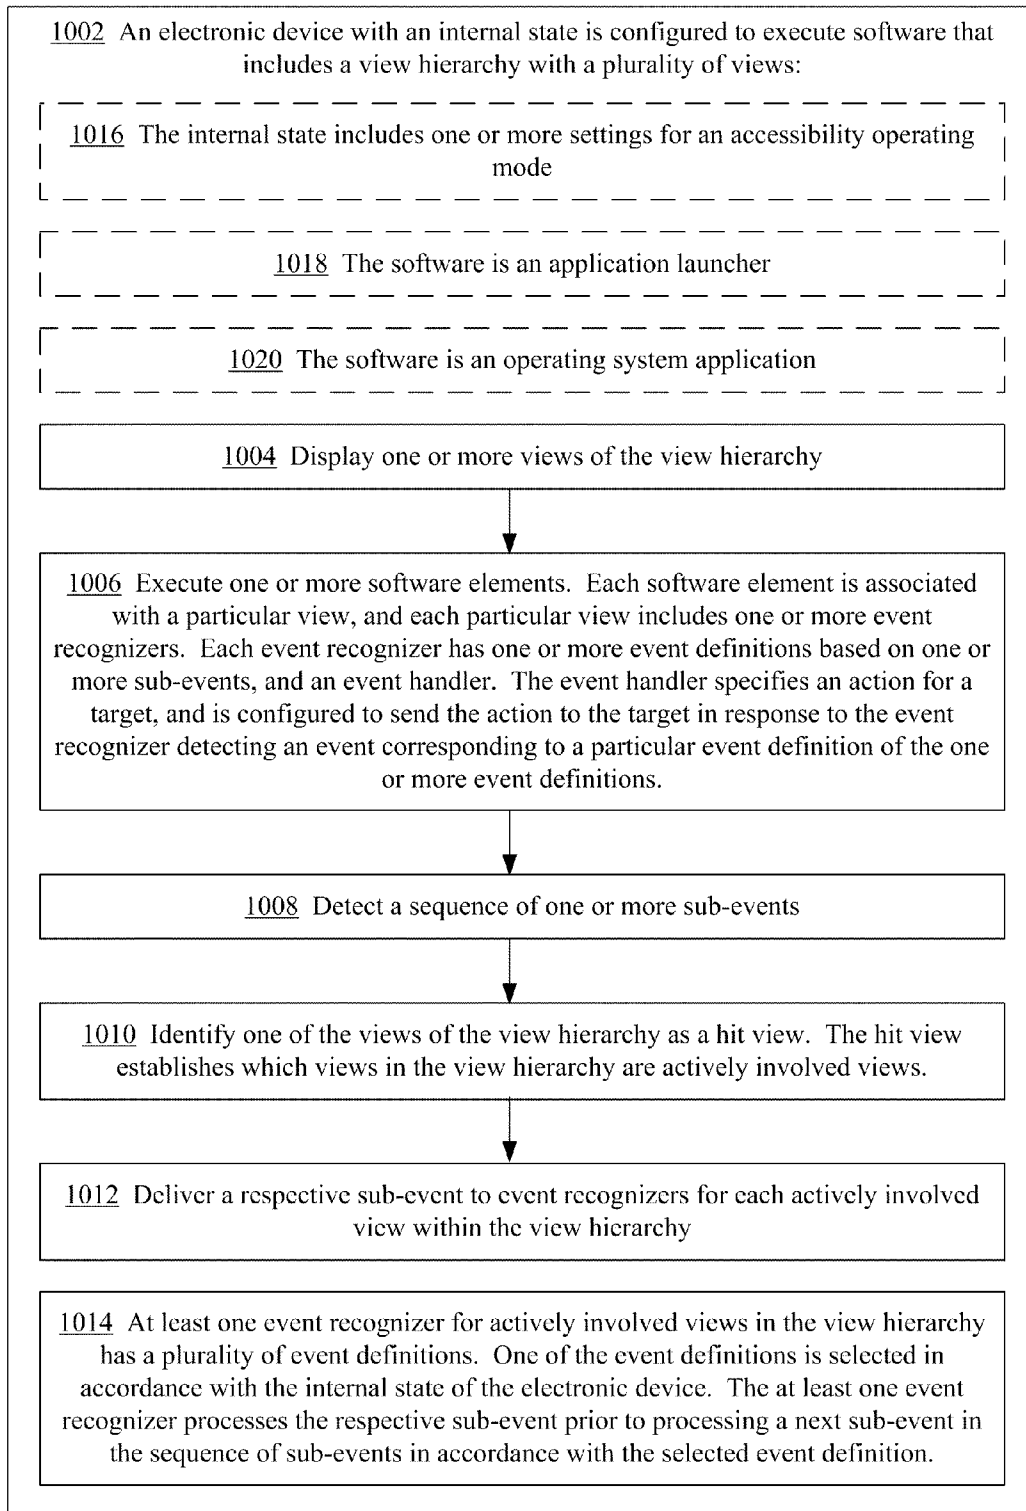 1002 An electronic device with an internal state is configured to execute software that
includes a view hierarchy with a plurality of views:
1016 The internal state includes one or more settings for an accessibility operating
mode
1018 The software is an application launcher
1020 The software is an operating system application
1004 Display one or more views of the view hierarchy
1006 Execute one or more software elements. Each software element is associated
with a particular view, and each particular view includes one or more event
recognizers. Each event recognizer has one or more event definitions based on one or
more sub-events, and an event handler. The event handler specifies an action for a
target, and is configured to send the action to the target in response to the event
recognizer detecting an event corresponding to a particular event definition of the one
or more event definitions.
1008 Detect a sequence of one or more sub-events
1010 Identify one of the views of the view hierarchy as a hit view. The hit view
establishes which views in the view hierarchy are actively involved views.
1012 Deliver a respective sub-event to event recognizers for each actively involved
view within the view hierarchy
1014 At least one event recognizer for actively involved views in the view hierarchy
has a plurality of event definitions. One of the event definitions is selected in
accordance with the internal state of the electronic device. The at least one event
recognizer processes the respective sub-event prior to processing a next sub-event in
the sequence of sub-events in accordance with the selected event definition.